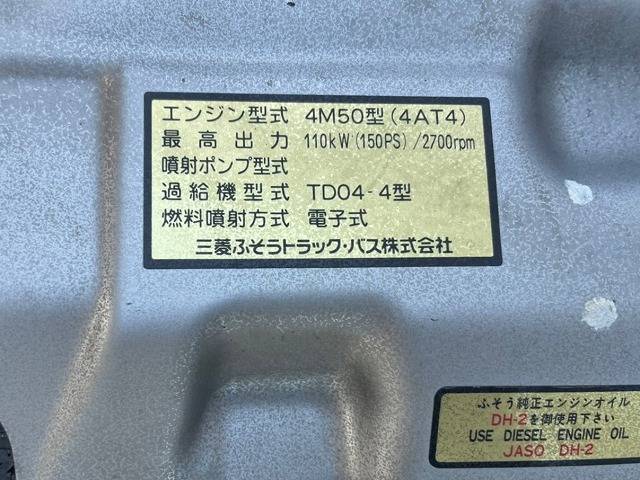 エンジン型式 4M50型(4AT4)
最高出力 110kW(150PS)/2700rpm
噴射ポンプ型式
過給機型式 TD04-4型
燃料噴射方式 電子式
三菱ふそうトラック・バス株式会社
ふそう純正エンジンオイル
DH-2を御使用下さい
USE DIESEL ENGINE OIL
JASO DH-2